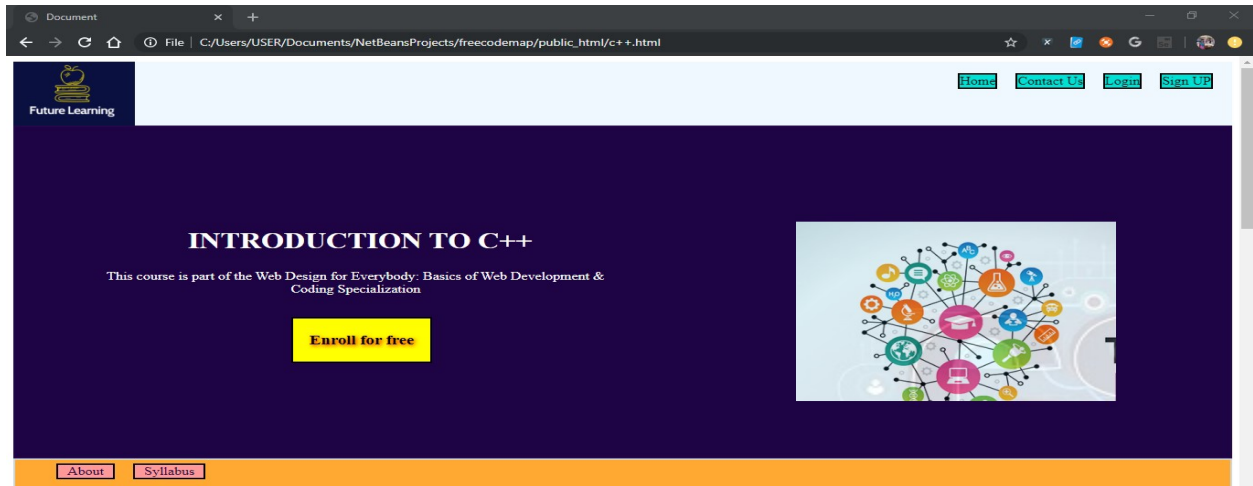 Document
File | C:/Users/USER/Documents/NetBeansProjects/freecodemap/public_html/c++.html
Future Learning
Home Contact Us Login Sign UP
INTRODUCTION TO C++
This course is part of the Web Design for Everybody: Basics of Web Development &
Coding Specialization
Enroll for free
About Syllabus